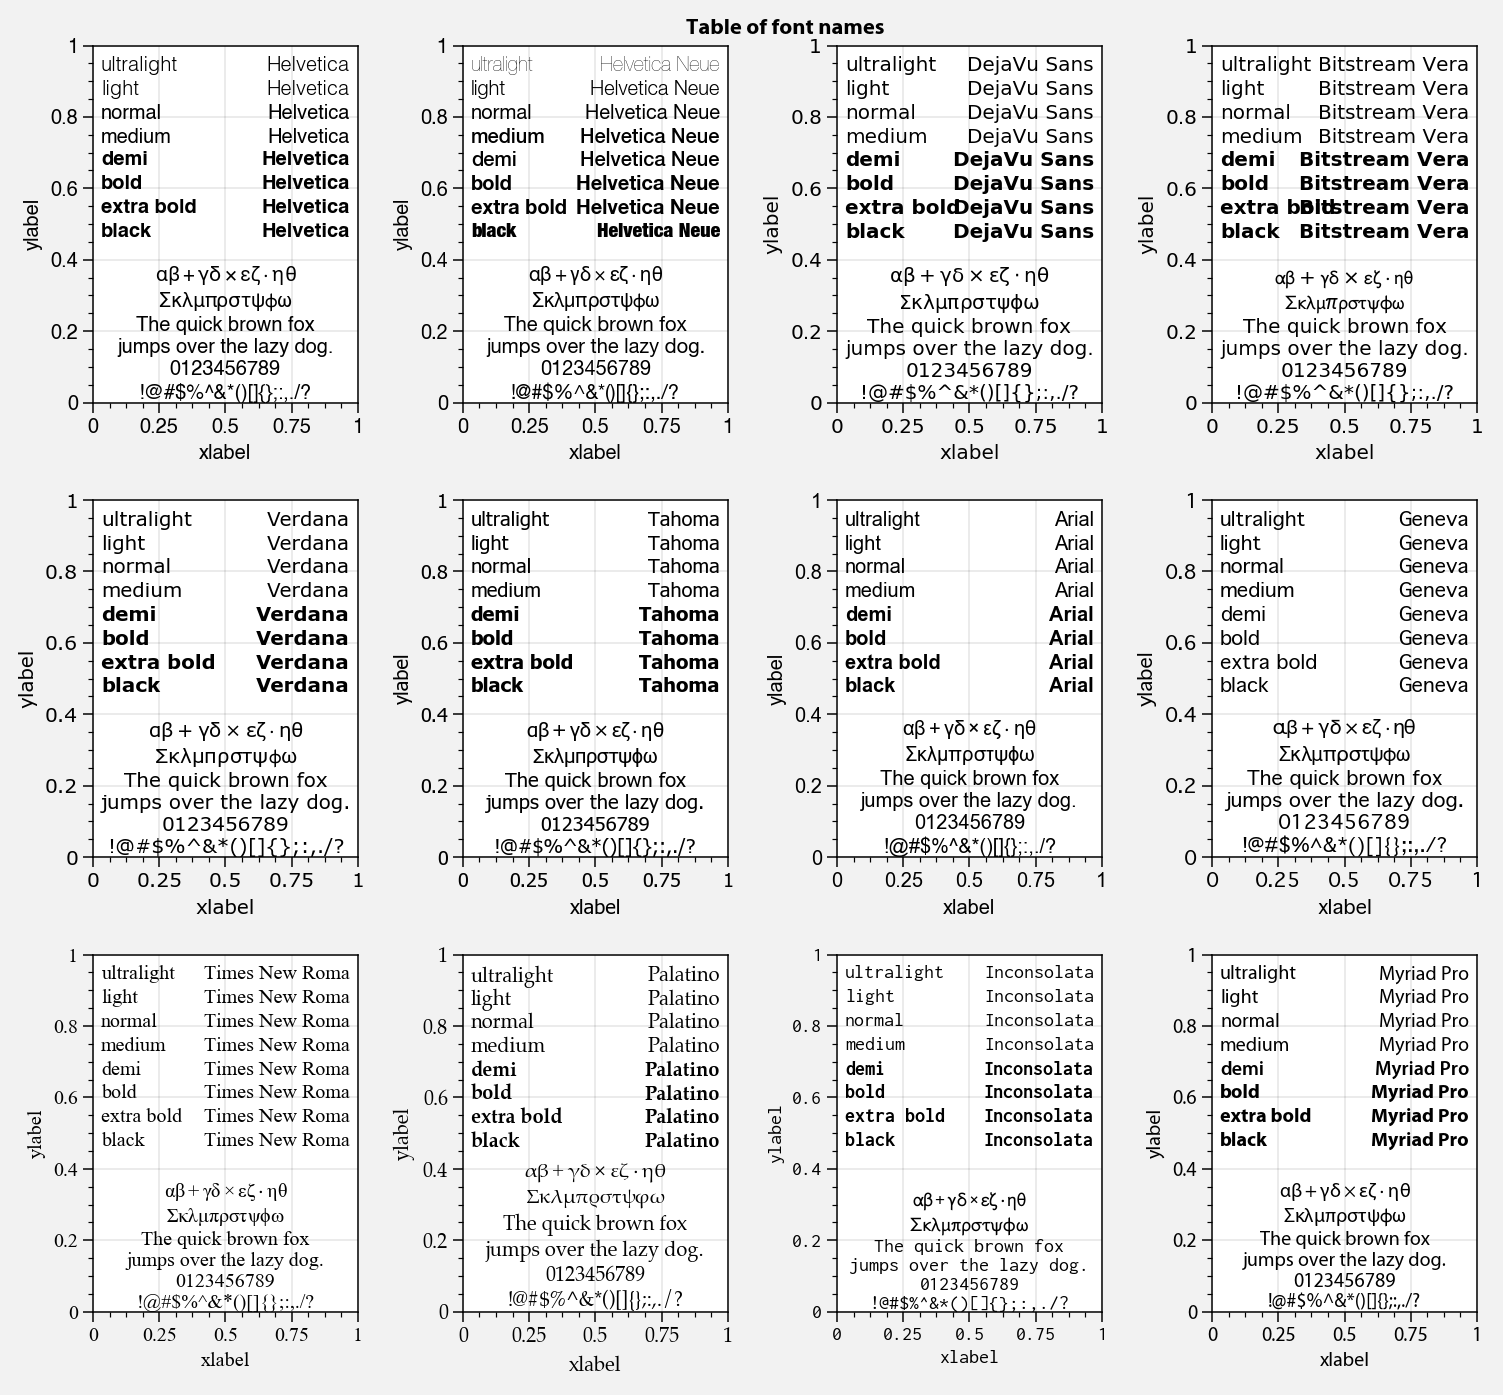 Table of font names
ylabel
1
0.8
0.6
0.4
0.2
0
ultralight Helvetica
light Helvetica
normal Helvetica
medium Helvetica
demi Helvetica
bold Helvetica
extra bold Helvetica
black Helvetica
αβ + γδ × εζ · ηθ
Σκλμπρστψφω
The quick brown fox
jumps over the lazy dog.
0123456789
!@#$%^&*()[]{};:,./?
0 0.25 0.5 0.75 1
xlabel
ylabel
1
0.8
0.6
0.4
0.2
0
ultralight Helvetica Neue
light Helvetica Neue
normal Helvetica Neue
medium Helvetica Neue
demi Helvetica Neue
bold Helvetica Neue
extra bold Helvetica Neue
black Helvetica Neue
αβ + γδ × εζ · ηθ
Σκλμπρστψφω
The quick brown fox
jumps over the lazy dog.
0123456789
!@#$%^&*()[]{};:,./?
0 0.25 0.5 0.75 1
xlabel
ylabel
1
0.8
0.6
0.4
0.2
0
ultralight DejaVu Sans
light DejaVu Sans
normal DejaVu Sans
medium DejaVu Sans
demi DejaVu Sans
bold DejaVu Sans
extra bold DejaVu Sans
black DejaVu Sans
αβ + γδ × εζ · ηθ
Σκλμπρστψφω
The quick brown fox
jumps over the lazy dog.
0123456789
!@#$%^&*()[]{};:,./?
0 0.25 0.5 0.75 1
xlabel
ylabel
1
0.8
0.6
0.4
0.2
0
ultralight Bitstream Vera
light Bitstream Vera
normal Bitstream Vera
medium Bitstream Vera
demi Bitstream Vera
bold Bitstream Vera
extra bold Bitstream Vera
black Bitstream Vera
αβ + γδ × εζ · ηθ
Σκλμπρστψφω
The quick brown fox
jumps over the lazy dog.
0123456789
!@#$%^&*()[]{};:,./?
0 0.25 0.5 0.75 1
xlabel
ylabel
1
0.8
0.6
0.4
0.2
0
ultralight Verdana
light Verdana
normal Verdana
medium Verdana
demi Verdana
bold Verdana
extra bold Verdana
black Verdana
αβ + γδ × εζ · ηθ
Σκλμπρστψφω
The quick brown fox
jumps over the lazy dog.
0123456789
!@#$%^&*()[]{};:,./?
0 0.25 0.5 0.75 1
xlabel
ylabel
1
0.8
0.6
0.4
0.2
0
ultralight Tahoma
light Tahoma
normal Tahoma
medium Tahoma
demi Tahoma
bold Tahoma
extra bold Tahoma
black Tahoma
αβ + γδ × εζ · ηθ
Σκλμπρστψφω
The quick brown fox
jumps over the lazy dog.
0123456789
!@#$%^&*()[]{};:,./?
0 0.25 0.5 0.75 1
xlabel
ylabel
1
0.8
0.6
0.4
0.2
0
ultralight Arial
light Arial
normal Arial
medium Arial
demi Arial
bold Arial
extra bold Arial
black Arial
αβ + γδ × εζ · ηθ
Σκλμπρστψφω
The quick brown fox
jumps over the lazy dog.
0123456789
!@#$%^&*()[]{};:,./?
0 0.25 0.5 0.75 1
xlabel
ylabel
1
0.8
0.6
0.4
0.2
0
ultralight Geneva
light Geneva
normal Geneva
medium Geneva
demi Geneva
bold Geneva
extra bold Geneva
black Geneva
αβ + γδ × εζ · ηθ
Σκλμπρστψφω
The quick brown fox
jumps over the lazy dog.
0123456789
!@#$%^&*()[]{};:,./?
0 0.25 0.5 0.75 1
xlabel
ylabel
1
0.8
0.6
0.4
0.2
0
ultralight Times New Roma
light Times New Roma
normal Times New Roma
medium Times New Roma
demi Times New Roma
bold Times New Roma
extra bold Times New Roma
black Times New Roma
αβ + γδ × εζ · ηθ
Σκλμπρστψφω
The quick brown fox
jumps over the lazy dog.
0123456789
!@#$%^&*()[]{};:,./?
0 0.25 0.5 0.75 1
xlabel
ylabel
1
0.8
0.6
0.4
0.2
0
ultralight Palatino
light Palatino
normal Palatino
medium Palatino
demi Palatino
bold Palatino
extra bold Palatino
black Palatino
αβ + γδ × εζ · ηθ
Σκλμπρστψφω
The quick brown fox
jumps over the lazy dog.
0123456789
!@#$%^&*()[]{};:,./?
0 0.25 0.5 0.75 1
xlabel
ylabel
1
0.8
0.6
0.4
0.2
0
ultralight Inconsolata
light Inconsolata
normal Inconsolata
medium Inconsolata
demi Inconsolata
bold Inconsolata
extra bold Inconsolata
black Inconsolata
αβ + γδ × εζ · ηθ
Σκλμπρστψφω
The quick brown fox
jumps over the lazy dog.
0123456789
!@#$%^&*()[]{};:,./?
0 0.25 0.5 0.75 1
xlabel
ylabel
1
0.8
0.6
0.4
0.2
0
ultralight Myriad Pro
light Myriad Pro
normal Myriad Pro
medium Myriad Pro
demi Myriad Pro
bold Myriad Pro
extra bold Myriad Pro
black Myriad Pro
αβ + γδ × εζ · ηθ
Σκλμπρστψφω
The quick brown fox
jumps over the lazy dog.
0123456789
!@#$%^&*()[]{};:,./?
0 0.25 0.5 0.75 1
xlabel